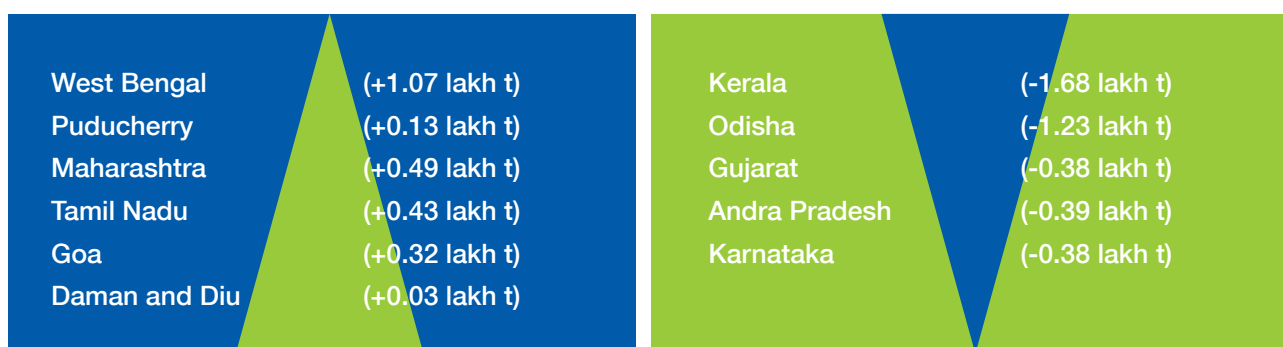 West Bengal (+1.07 lakh t)
Puducherry (+0.13 lakh t)
Maharashtra (+0.49 lakh t)
Tamil Nadu (+0.43 lakh t)
Goa (+0.32 lakh t)
Daman and Diu (+0.03 lakh t)
Kerala (-1.68 lakh t)
Odisha (-1.23 lakh t)
Gujarat (-0.38 lakh t)
Andra Pradesh (-0.39 lakh t)
Karnataka (-0.38 lakh t)